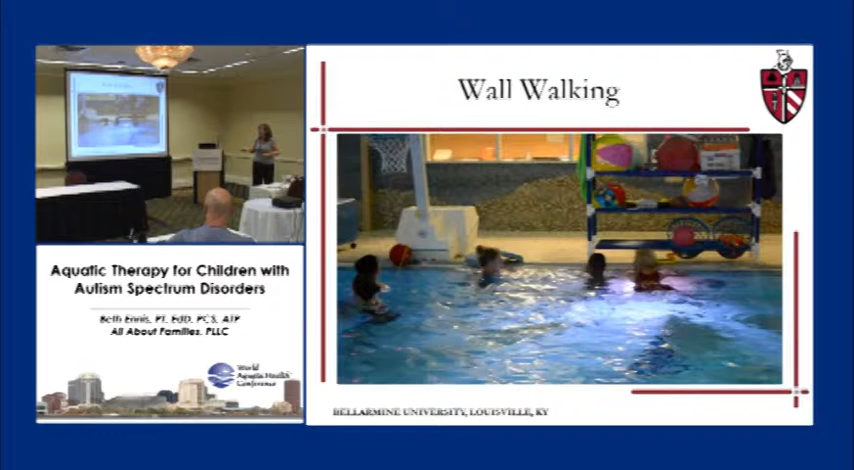 Wall Walking
Aquatic Therapy for Children with
Autism Spectrum Disorders
Beth Ennis, PT, EdD, PCS, ATP
All About Families, PLLC
World
Aquatic Health
Conference
BELLARMINE UNIVERSITY, LOUISVILLE, KY